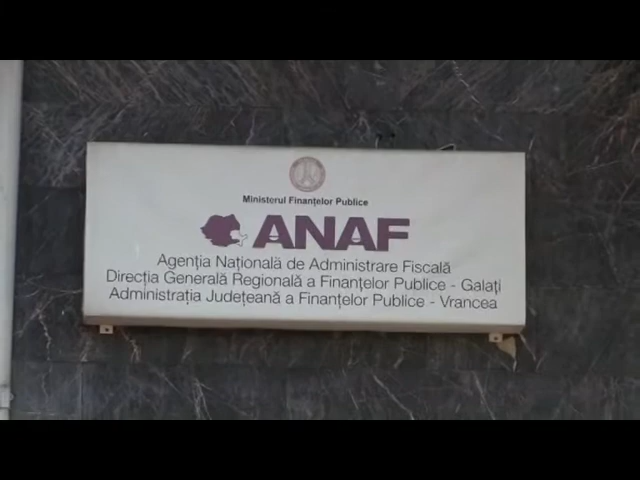 Ministerul Finanțelor Publice
ANAF
Agenția Națională de Administrare Fiscală
Direcția Generală Regională a Finanțelor Publice - Galați
Administrația Județeană a Finanțelor Publice - Vrancea